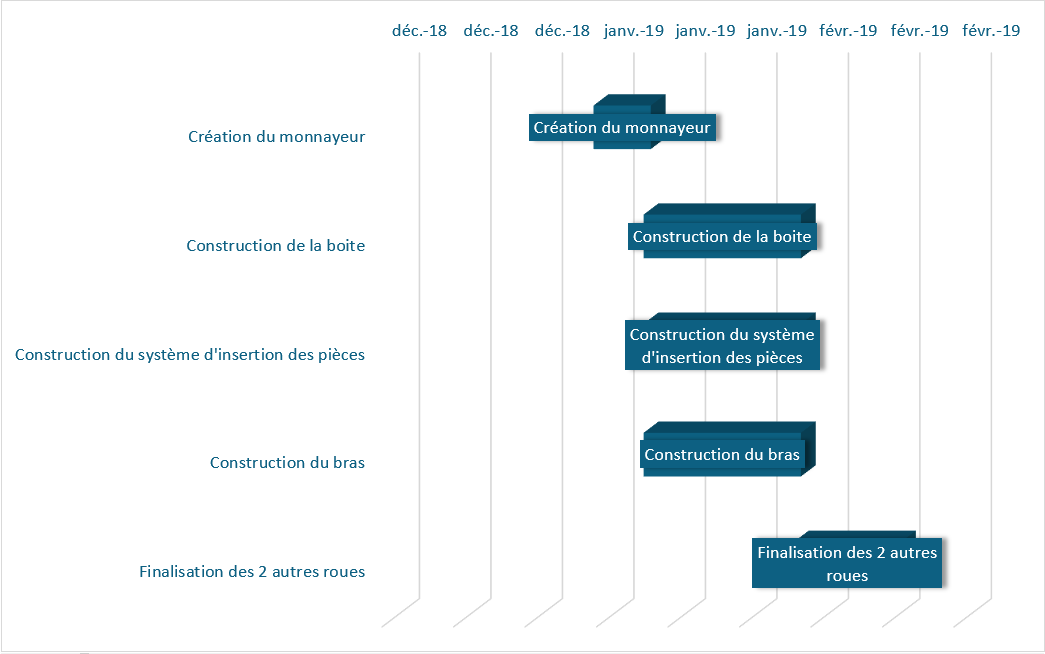 déc.-18 déc.-18 déc.-18 janv.-19 janv.-19 janv.-19 févr.-19 févr.-19 févr.-19
Création du monnayeur
Création du monnayeur
Construction de la boite
Construction de la boite
Construction du système d'insertion des pièces
Construction du système
d'insertion des pièces
Construction du bras
Construction du bras
Finalisation des 2 autres roues
Finalisation des 2 autres
roues